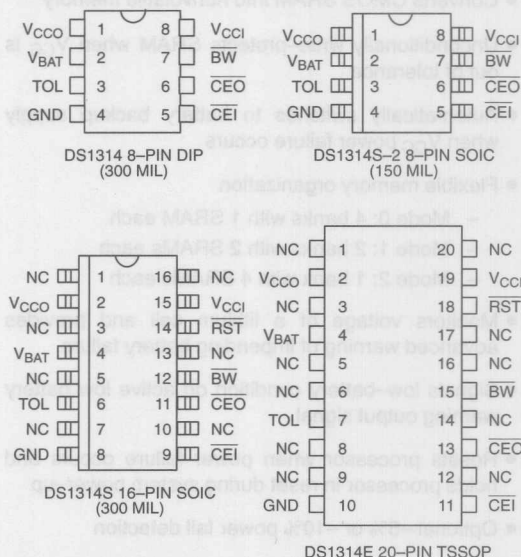 VCCO 1 8 VCCI
VBAT 2 7 BW
TOL 3 6 CEO
GND 4 5 CEI
DS1314 8–PIN DIP
(300 MIL)
VCCO 1 8 VCCI
VBAT 2 7 BW
TOL 3 6 CEO
GND 4 5 CEI
DS1314S–2 8–PIN SOIC
(150 MIL)
NC 1 16 NC
VCCO 2 15 VCCI
NC 3 14 RST
VBAT 4 13 NC
NC 5 12 BW
TOL 6 11 CEO
NC 7 10 NC
GND 8 9 CEI
DS1314S 16–PIN SOIC
(300 MIL)
NC 1 20 NC
VCCO 2 19 VCCI
NC 3 18 RST
VBAT 4 17 NC
NC 5 16 NC
NC 6 15 BW
TOL 7 14 NC
NC 8 13 CEO
NC 9 12 NC
GND 10 11 CEI
DS1314E 20–PIN TSSOP